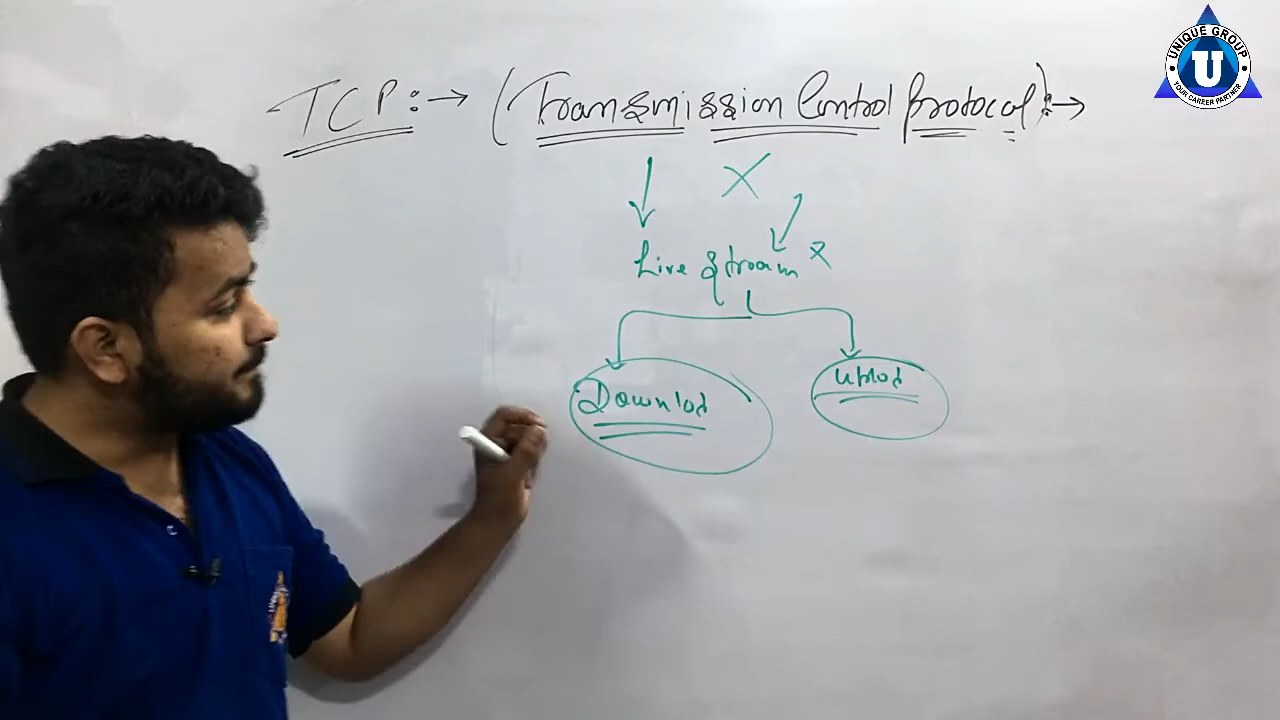 TCP:→ (Transmission Control Protocol):→
X
Live Stream x
Downlod
Uplod
UNIQUE GROUP
U
YOUR CAREER PARTNER